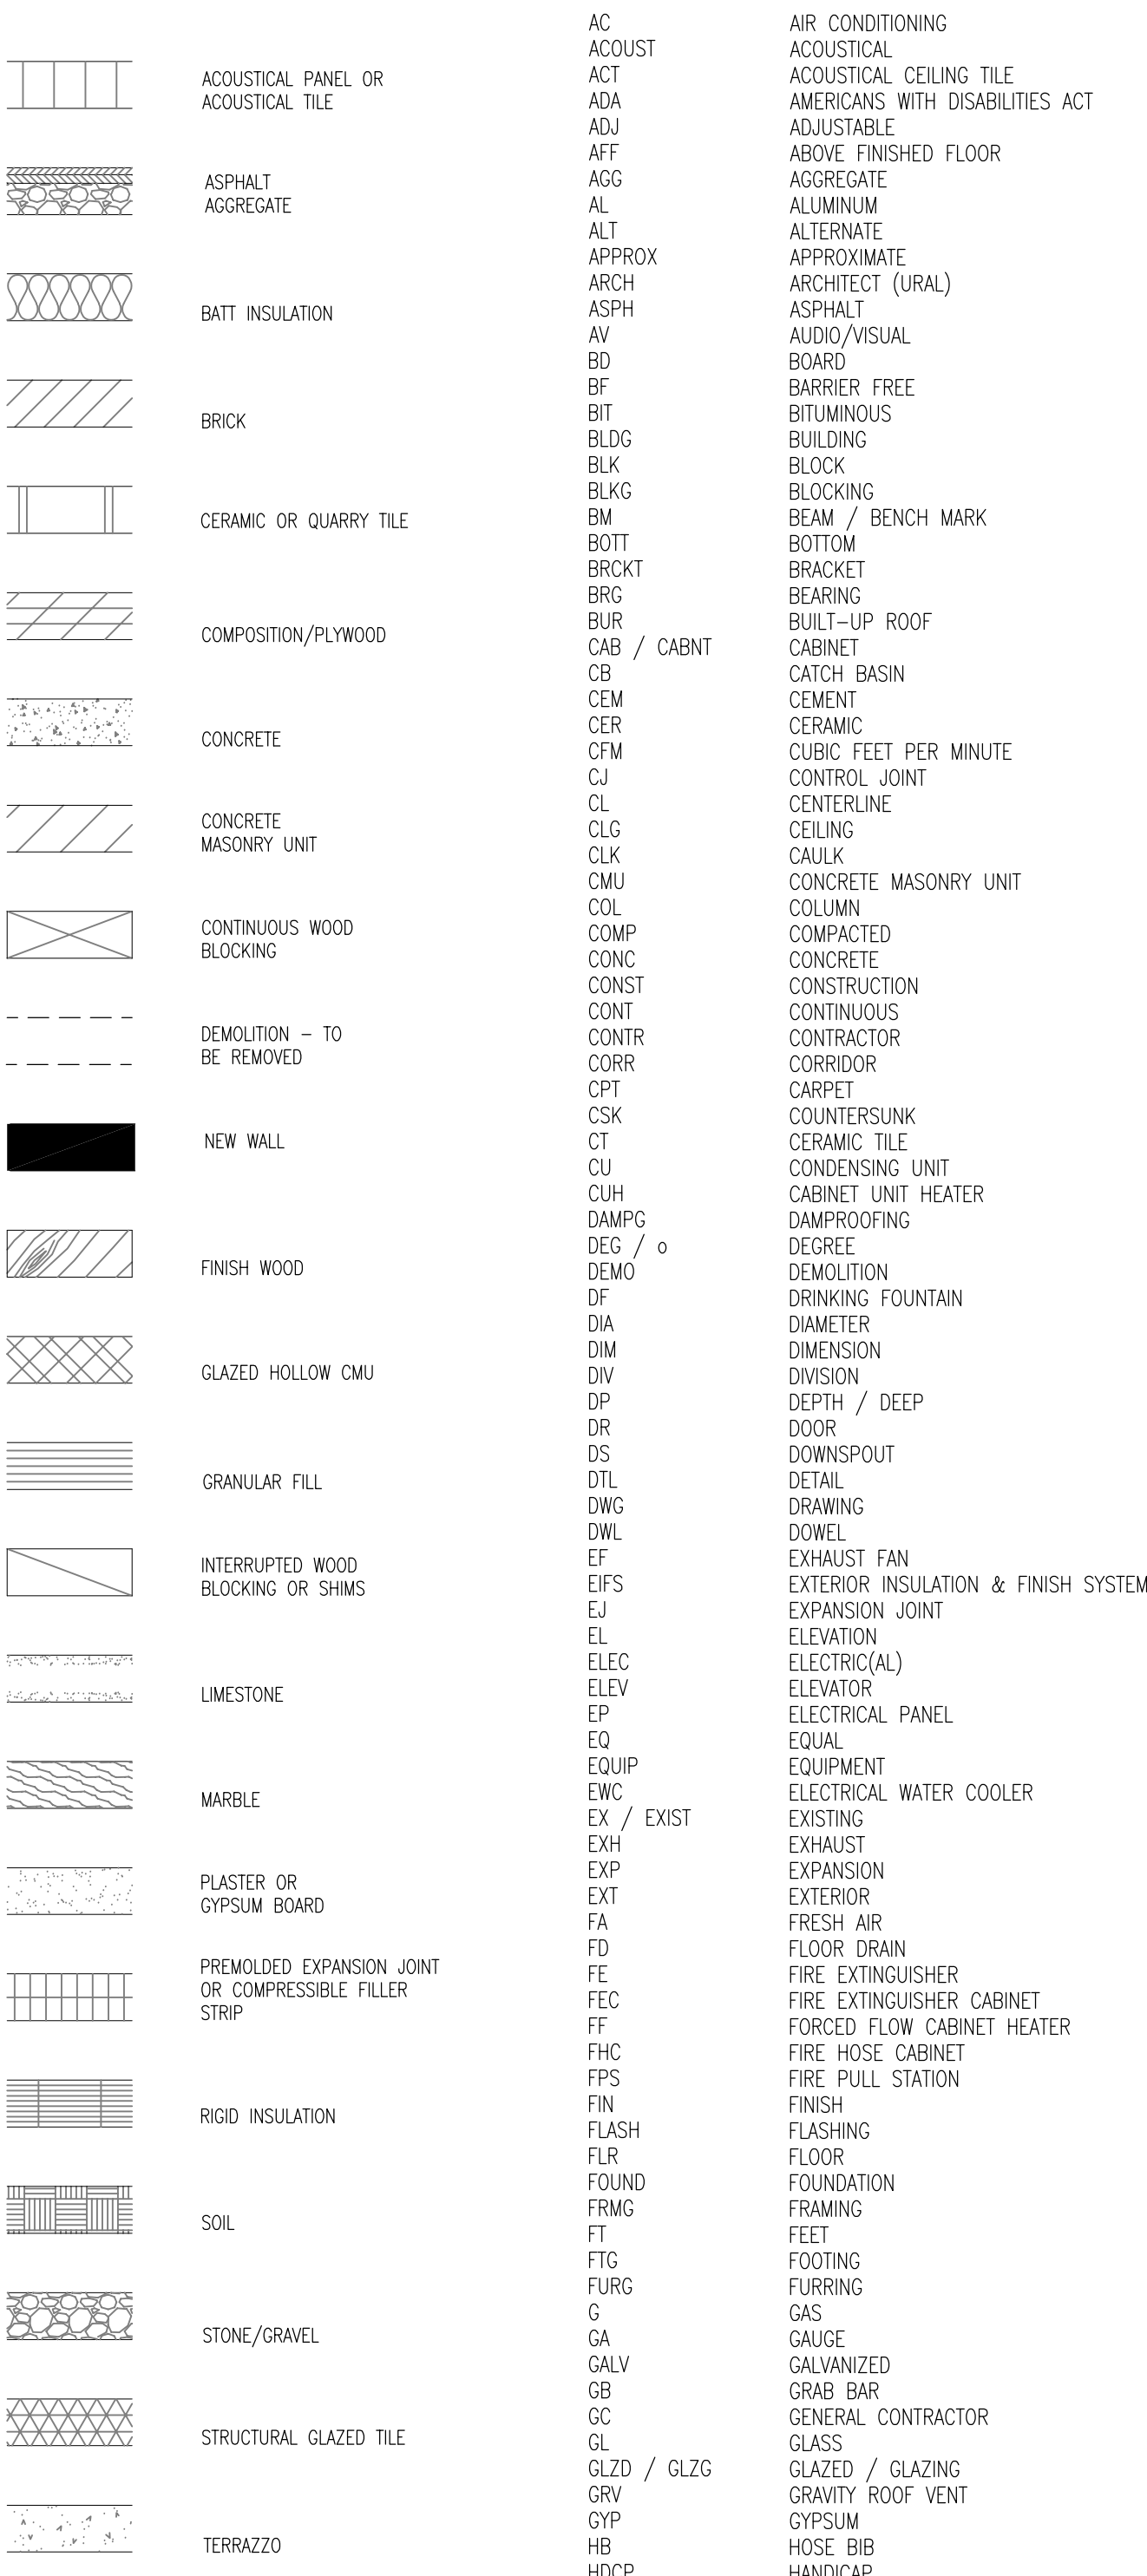 ACOUSTICAL PANEL OR
ACOUSTICAL TILE
ASPHALT
AGGREGATE
BATT INSULATION
BRICK
CERAMIC OR QUARRY TILE
COMPOSITION/PLYWOOD
CONCRETE
CONCRETE
MASONRY UNIT
CONTINUOUS WOOD
BLOCKING
DEMOLITION – TO
BE REMOVED
NEW WALL
FINISH WOOD
GLAZED HOLLOW CMU
GRANULAR FILL
INTERRUPTED WOOD
BLOCKING OR SHIMS
LIMESTONE
MARBLE
PLASTER OR
GYPSUM BOARD
PREMOLDED EXPANSION JOINT
OR COMPRESSIBLE FILLER
STRIP
RIGID INSULATION
SOIL
STONE/GRAVEL
STRUCTURAL GLAZED TILE
TERRAZZO
AC AIR CONDITIONING
ACOUST ACOUSTICAL
ACT ACOUSTICAL CEILING TILE
ADA AMERICANS WITH DISABILITIES ACT
ADJ ADJUSTABLE
AFF ABOVE FINISHED FLOOR
AGG AGGREGATE
AL ALUMINUM
ALT ALTERNATE
APPROX APPROXIMATE
ARCH ARCHITECT (URAL)
ASPH ASPHALT
AV AUDIO/VISUAL
BD BOARD
BF BARRIER FREE
BIT BITUMINOUS
BLDG BUILDING
BLK BLOCK
BLKG BLOCKING
BM BEAM / BENCH MARK
BOTT BOTTOM
BRCKT BRACKET
BRG BEARING
BUR BUILT–UP ROOF
CAB / CABNT CABINET
CB CATCH BASIN
CEM CEMENT
CER CERAMIC
CFM CUBIC FEET PER MINUTE
CJ CONTROL JOINT
CL CENTERLINE
CLG CEILING
CLK CAULK
CMU CONCRETE MASONRY UNIT
COL COLUMN
COMP COMPACTED
CONC CONCRETE
CONST CONSTRUCTION
CONT CONTINUOUS
CONTR CONTRACTOR
CORR CORRIDOR
CPT CARPET
CSK COUNTERSUNK
CT CERAMIC TILE
CU CONDENSING UNIT
CUH CABINET UNIT HEATER
DAMPG DAMPROOFING
DEG / o DEGREE
DEMO DEMOLITION
DF DRINKING FOUNTAIN
DIA DIAMETER
DIM DIMENSION
DIV DIVISION
DP DEPTH / DEEP
DR DOOR
DS DOWNSPOUT
DTL DETAIL
DWG DRAWING
DWL DOWEL
EF EXHAUST FAN
EIFS EXTERIOR INSULATION & FINISH SYSTEM
EJ EXPANSION JOINT
EL ELEVATION
ELEC ELECTRIC(AL)
ELEV ELEVATOR
EP ELECTRICAL PANEL
EQ EQUAL
EQUIP EQUIPMENT
EWC ELECTRICAL WATER COOLER
EX / EXIST EXISTING
EXH EXHAUST
EXP EXPANSION
EXT EXTERIOR
FA FRESH AIR
FD FLOOR DRAIN
FE FIRE EXTINGUISHER
FEC FIRE EXTINGUISHER CABINET
FF FORCED FLOW CABINET HEATER
FHC FIRE HOSE CABINET
FPS FIRE PULL STATION
FIN FINISH
FLASH FLASHING
FLR FLOOR
FOUND FOUNDATION
FRMG FRAMING
FT FEET
FTG FOOTING
FURG FURRING
G GAS
GA GAUGE
GALV GALVANIZED
GB GRAB BAR
GC GENERAL CONTRACTOR
GL GLASS
GLZD / GLZG GLAZED / GLAZING
GRV GRAVITY ROOF VENT
GYP GYPSUM
HB HOSE BIB
HDCP HANDICAP